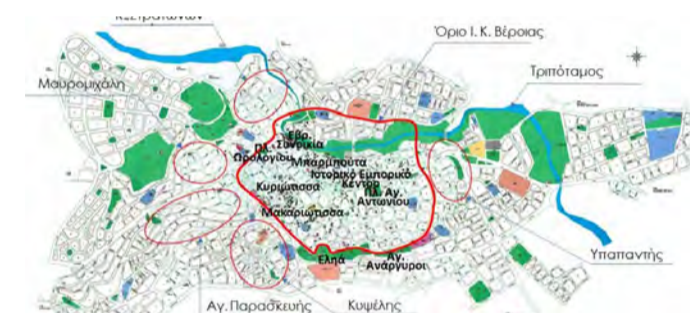 Όριο Ι. Κ. Βέροιας
Μαυρομιχάλη
Τριπόταμος
Εβρ.
Συνοικία
Πλ.
Ωρολογίου
Μπαρμπούτα
Ιστορικό Εμπορικό
Κέντρο
Κυριώτισσα
Πλ. Αγ.
Αντωνίου
Μακαριώτισσα
Υπαπαντής
Εληά
Αγ.
Ανάργυροι
Αγ. Παρασκευής
Κυψέλης